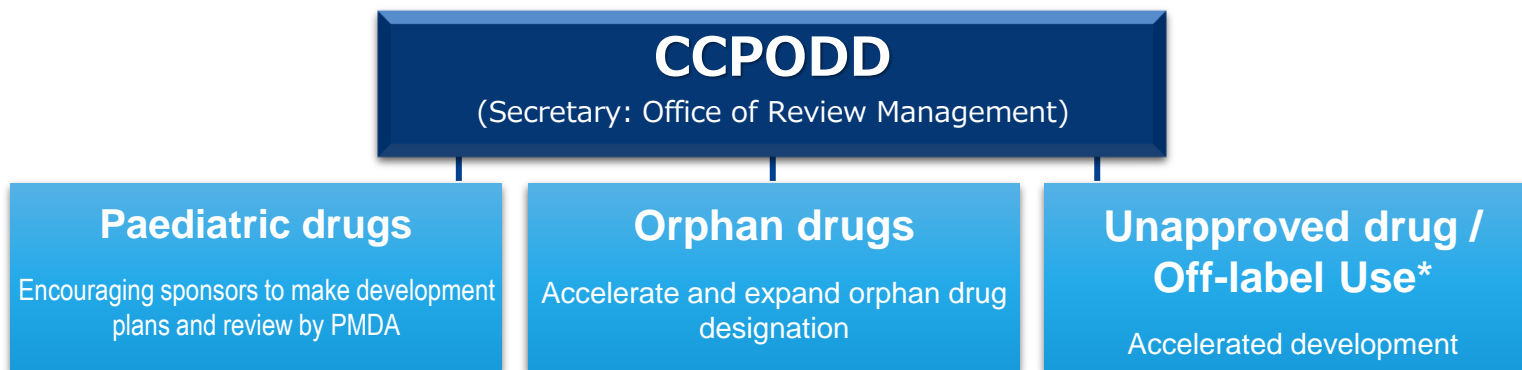 CCPODD
(Secretary: Office of Review Management)
Paediatric drugs
Encouraging sponsors to make development
plans and review by PMDA
Orphan drugs
Accelerate and expand orphan drug
designation
Unapproved drug /
Off-label Use*
Accelerated development